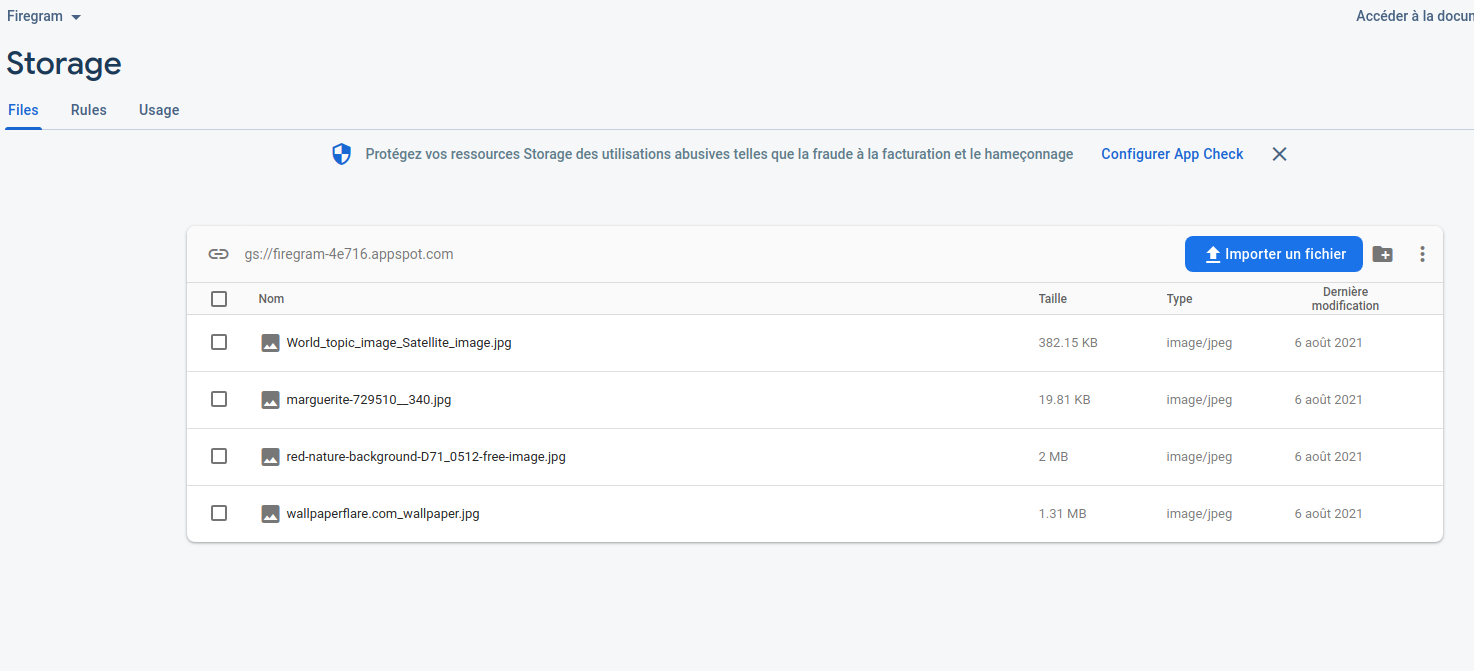 Firegram
Accéder à la docun
Storage
Files Rules Usage
Protégez vos ressources Storage des utilisations abusives telles que la fraude à la facturation et le hameçonnage Configurer App Check
gs://firegram-4e716.appspot.com Importer un fichier
Nom Taille Type Dernière modification
World_topic_image_Satellite_image.jpg 382.15 KB image/jpeg 6 août 2021
marguerite-729510__340.jpg 19.81 KB image/jpeg 6 août 2021
red-nature-background-D71_0512-free-image.jpg 2 MB image/jpeg 6 août 2021
wallpaperflare.com_wallpaper.jpg 1.31 MB image/jpeg 6 août 2021